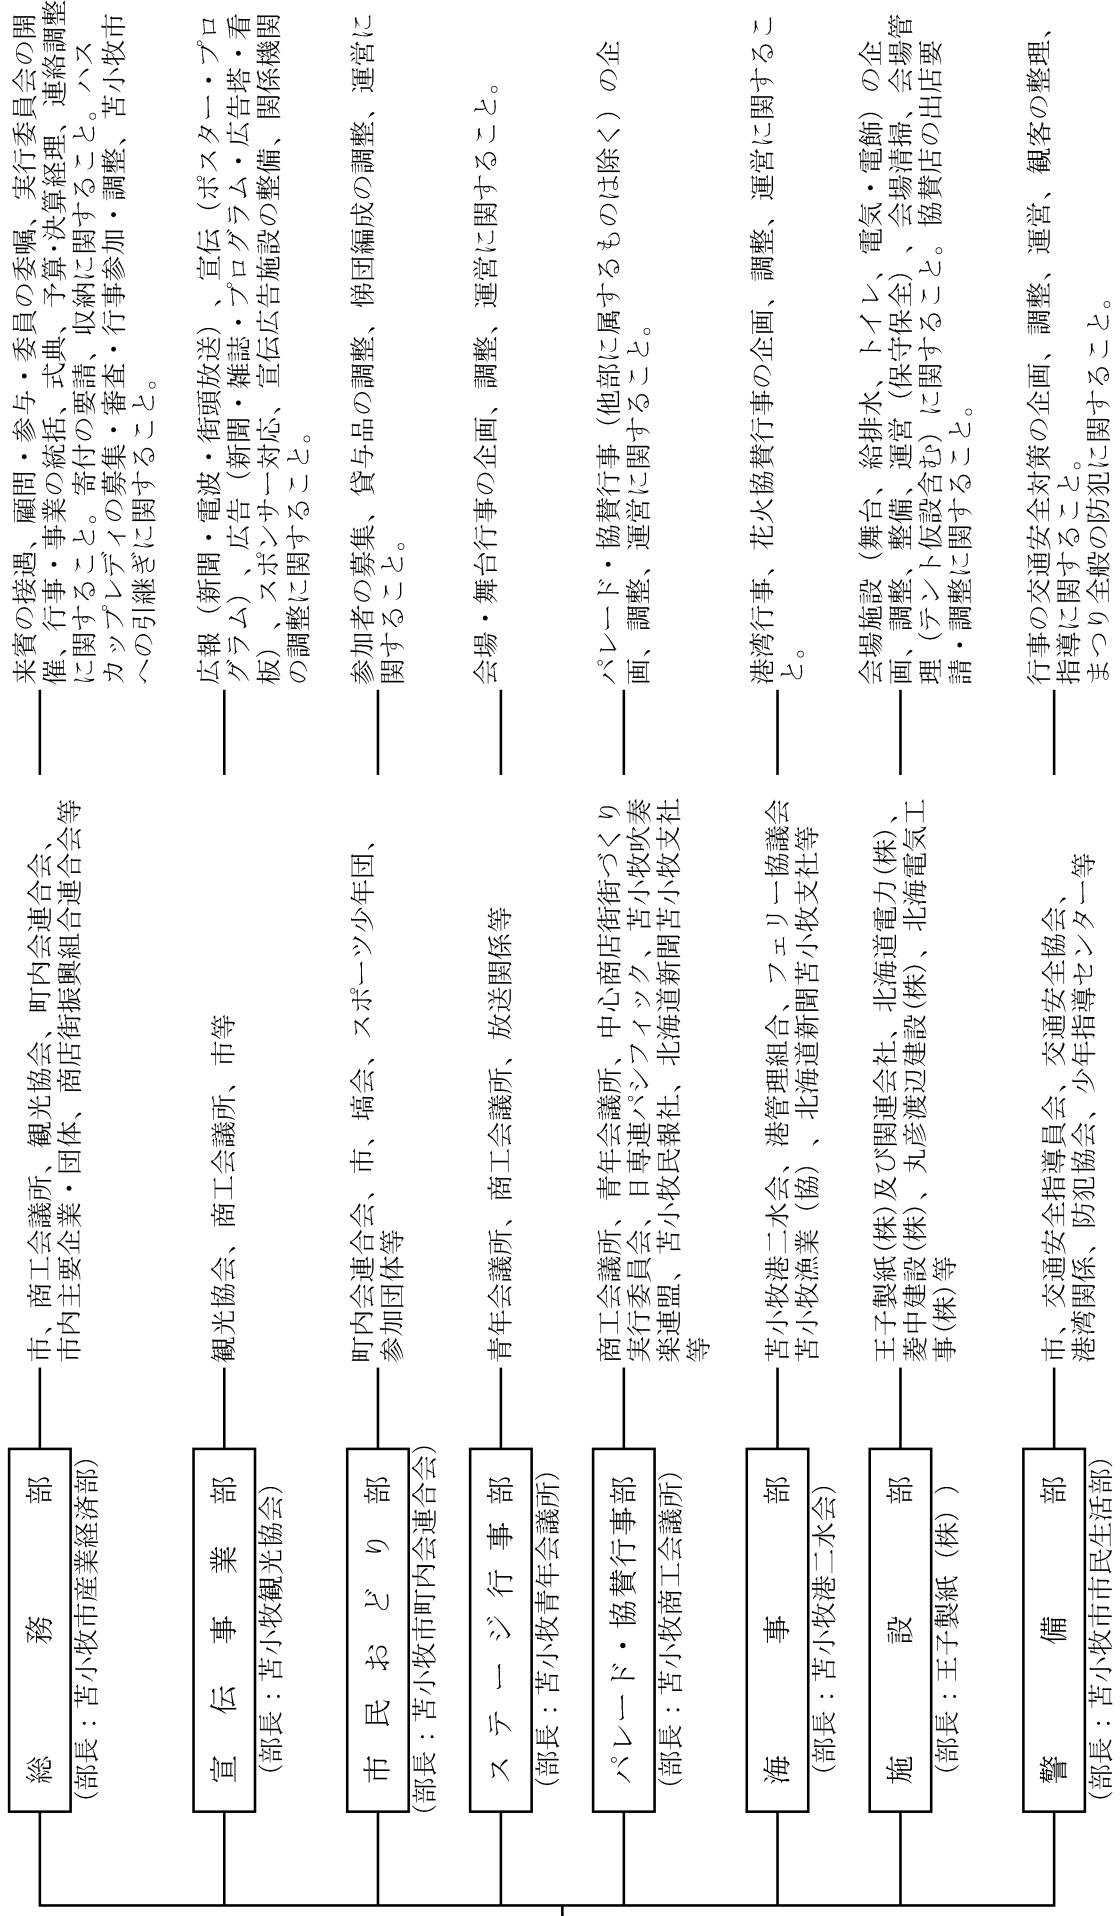 総務部
(部長：苫小牧市産業経済部)
市、商工会議所、観光協会、町内会連合会、
市内主要企業・団体、商店街振興組合連合会等
来賓の接遇、顧問・参与・委員の委嘱、実行委員会の開
催、行事・事業の統括、式典、予算・決算経理、連絡調整
に関すること。寄付の要請、収納に関すること。ハス
カップレディの募集・審査・行事参加・調整、苫小牧市
への引継ぎに関すること。
宣伝事業部
(部長：苫小牧観光協会)
観光協会、商工会議所、市等
広報（新聞・電波・街頭放送）、宣伝（ポスター・プロ
グラム）、広告（新聞・雑誌・プログラム・広告塔・看
板）、スポンサー対応、宣伝広告施設の整備、関係機関
の調整に関すること。
市民おどり部
(部長：苫小牧市町内会連合会)
町内会連合会、市、塙会、スポーツ少年団、
参加団体等
参加者の募集、貸与品の調整、悌団編成の調整、運営に
関すること。
ステージ行事部
(部長：苫小牧青年会議所)
青年会議所、商工会議所、放送関係等
会場・舞台行事の企画、調整、運営に関すること。
パレード・協賛行事部
(部長：苫小牧商工会議所)
商工会議所、青年会議所、中心商店街街づくり
実行委員会、日専連パシフィック、苫小牧吹奏
楽連盟、苫小牧民報社、北海道新聞苫小牧支社
等
パレード・協賛行事（他部に属するものは除く）の企
画、調整、運営に関すること。
海事部
(部長：苫小牧港二水会)
苫小牧港二水会、港管理組合、フェリー協議会
苫小牧漁業（協）、北海道新聞苫小牧支社等
港湾行事、花火協賛行事の企画、調整、運営に関するこ
と。
施設部
(部長：王子製紙（株）)
王子製紙(株)及び関連会社、北海道電力(株)、
菱中建設(株)、丸彦渡辺建設(株)、北海電気工
事(株)等
会場施設（舞台、給排水、トイレ、電気・電飾）の企
画、調整、整備、運営（保守保全）、会場清掃、会場管
理、（テント仮設含む）に関すること。協賛店の出店要
請・調整に関すること。
警備部
(部長：苫小牧市市民生活部)
市、交通安全指導員会、交通安全協会、
港湾関係、防犯協会、少年指導センター等
行事の交通安全対策の企画、調整、運営、観客の整理、
指導に関すること。
まつり全般の防犯に関すること。